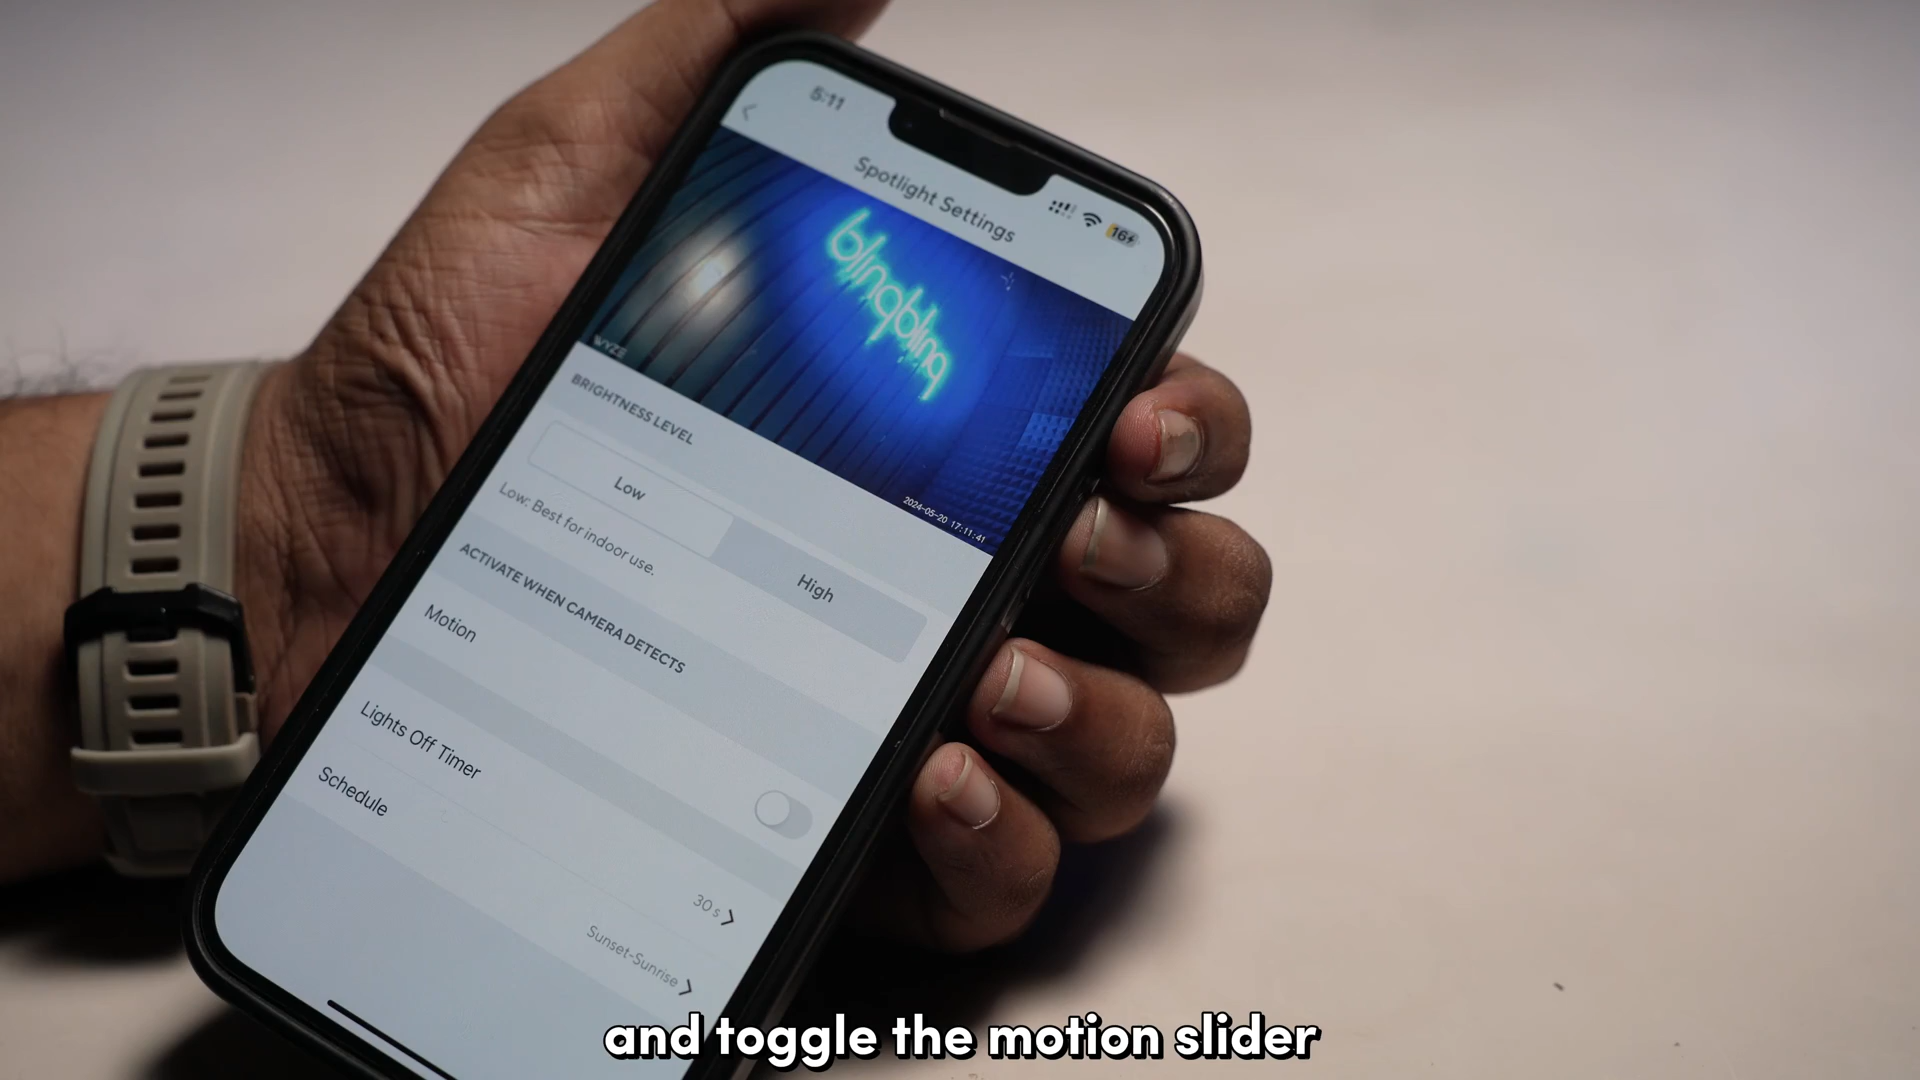 5:11
16
Spotlight Settings
blingbling
WYZE
2024-05-20 17:11:41
BRIGHTNESS LEVEL
Low
High
Low: Best for indoor use.
ACTIVATE WHEN CAMERA DETECTS
Motion
Lights Off Timer
30 s
Schedule
Sunset-Sunrise
and toggle the motion slider